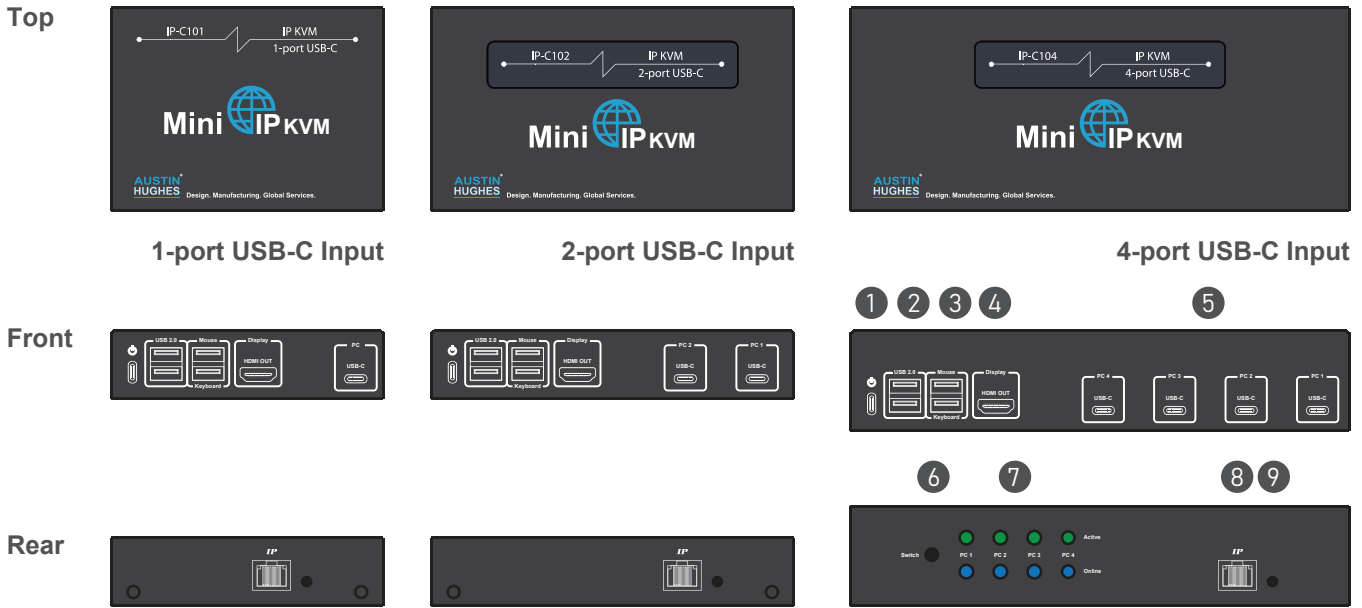 Top
IP-C101 IP KVM
1-port USB-C
Mini IP KVM
AUSTIN
HUGHES Design. Manufacturing. Global Services.
IP-C102 IP KVM
2-port USB-C
Mini IP KVM
AUSTIN
HUGHES Design. Manufacturing. Global Services.
IP-C104 IP KVM
4-port USB-C
Mini IP KVM
AUSTIN
HUGHES Design. Manufacturing. Global Services.
1-port USB-C Input
2-port USB-C Input
4-port USB-C Input
1 2 3 4 5
Front
USB 2.0 Mouse Display PC
HDMI OUT USB-C
Keyboard
USB 2.0 Mouse Display PC 2 PC 1
HDMI OUT USB-C USB-C
Keyboard
USB 2.0 Mouse Display PC 4 PC 3 PC 2 PC 1
HDMI OUT USB-C USB-C USB-C USB-C
Keyboard
6 7 8 9
Rear
IP
IP
Active
Switch PC 1 PC 2 PC 3 PC 4 IP
Online